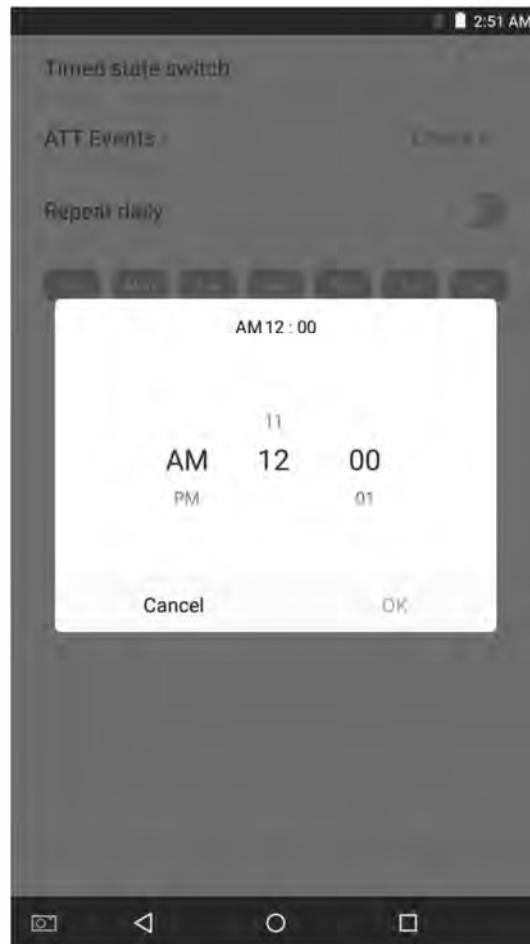 2:51 AM
Timed state switch
ATT Events
Repeat daily
AM 12 : 00
11
AM 12 00
PM 01
Cancel OK